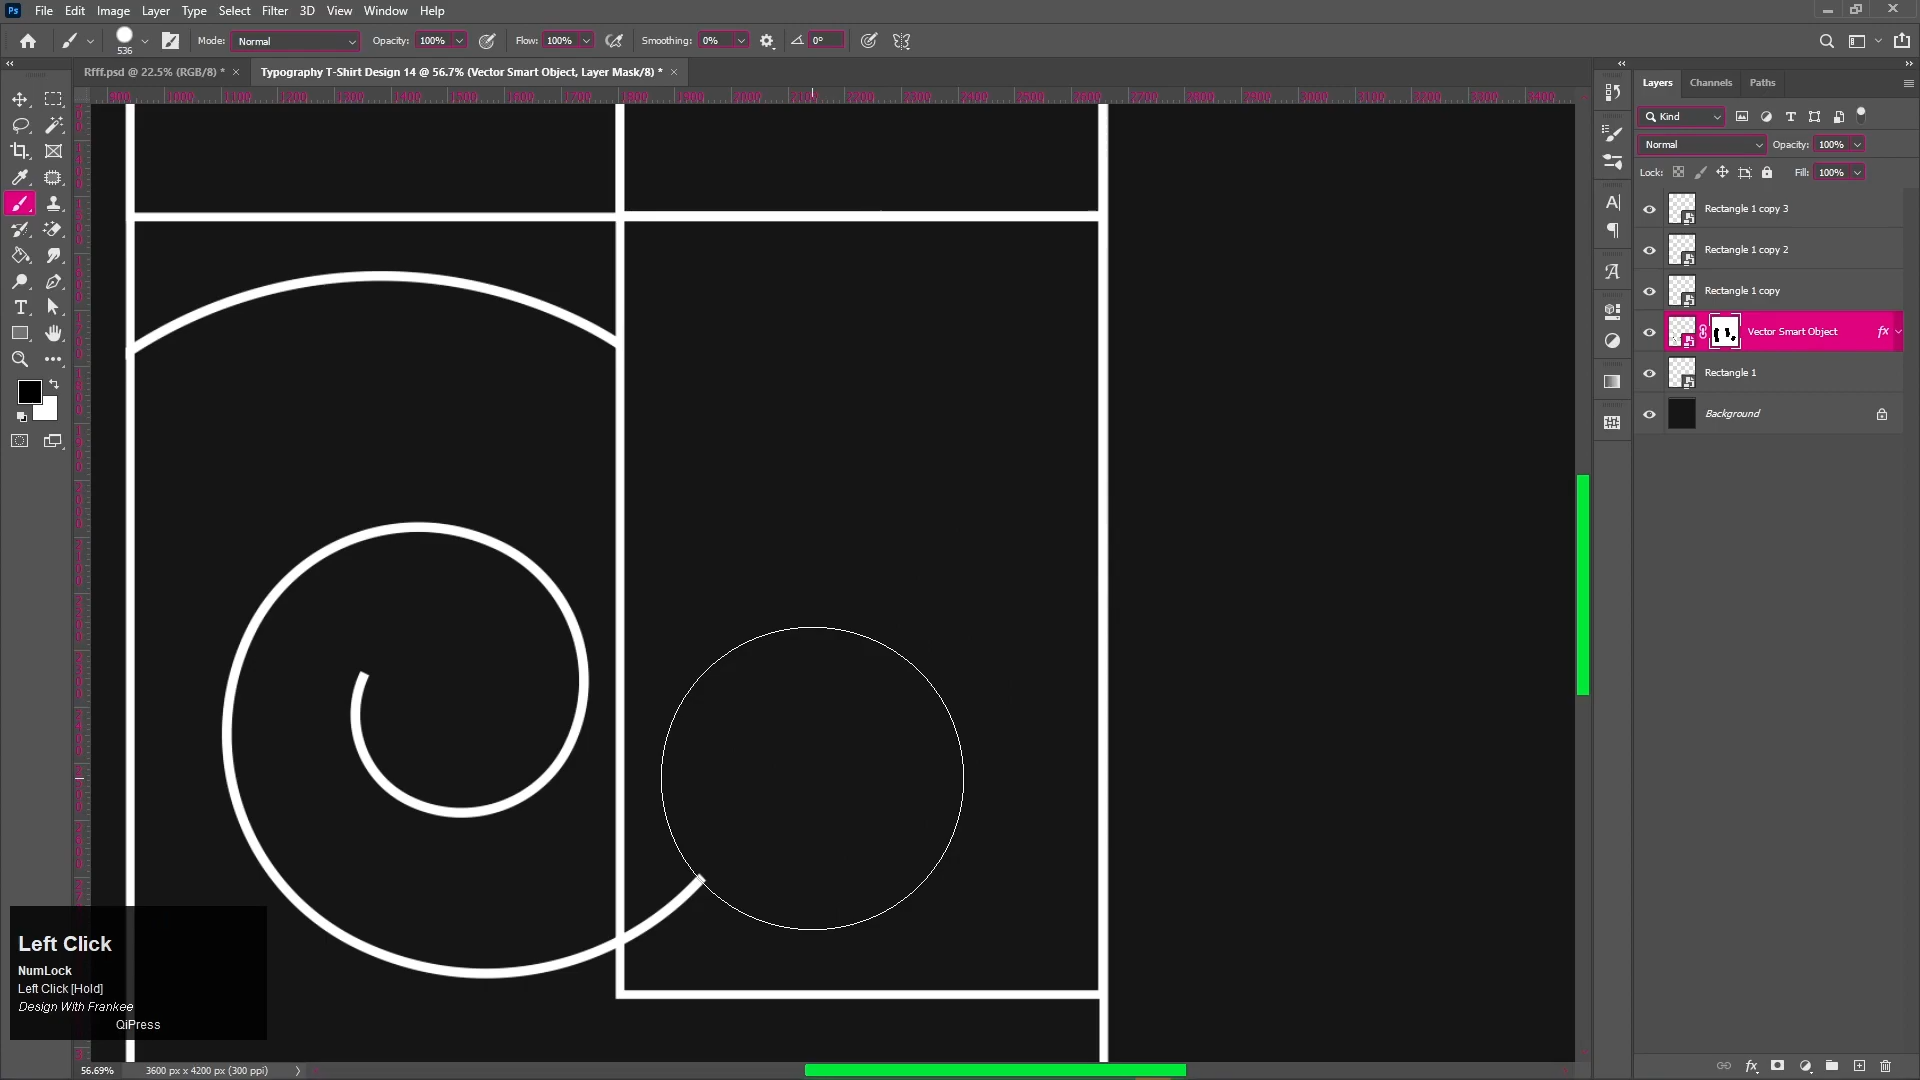 Ps File Edit Image Layer Type Select Filter 3D View Window Help
536 Mode: Normal Opacity: 100% Flow: 100% Smoothing: 0% 0°
Rfff.psd @ 22.5% (RGB/8) * × Typography T-Shirt Design 14 @ 56.7% (Vector Smart Object, Layer Mask/8) * ×
Layers Channels Paths
Kind
Normal Opacity: 100%
Lock: Fill: 100%
Rectangle 1 copy 3
Rectangle 1 copy 2
Rectangle 1 copy
Vector Smart Object fx
Rectangle 1
Background
Left Click
NumLock
Left Click [Hold]
Design With Frankee
QiPress
56.69% 3600 px x 4200 px (300 ppi)